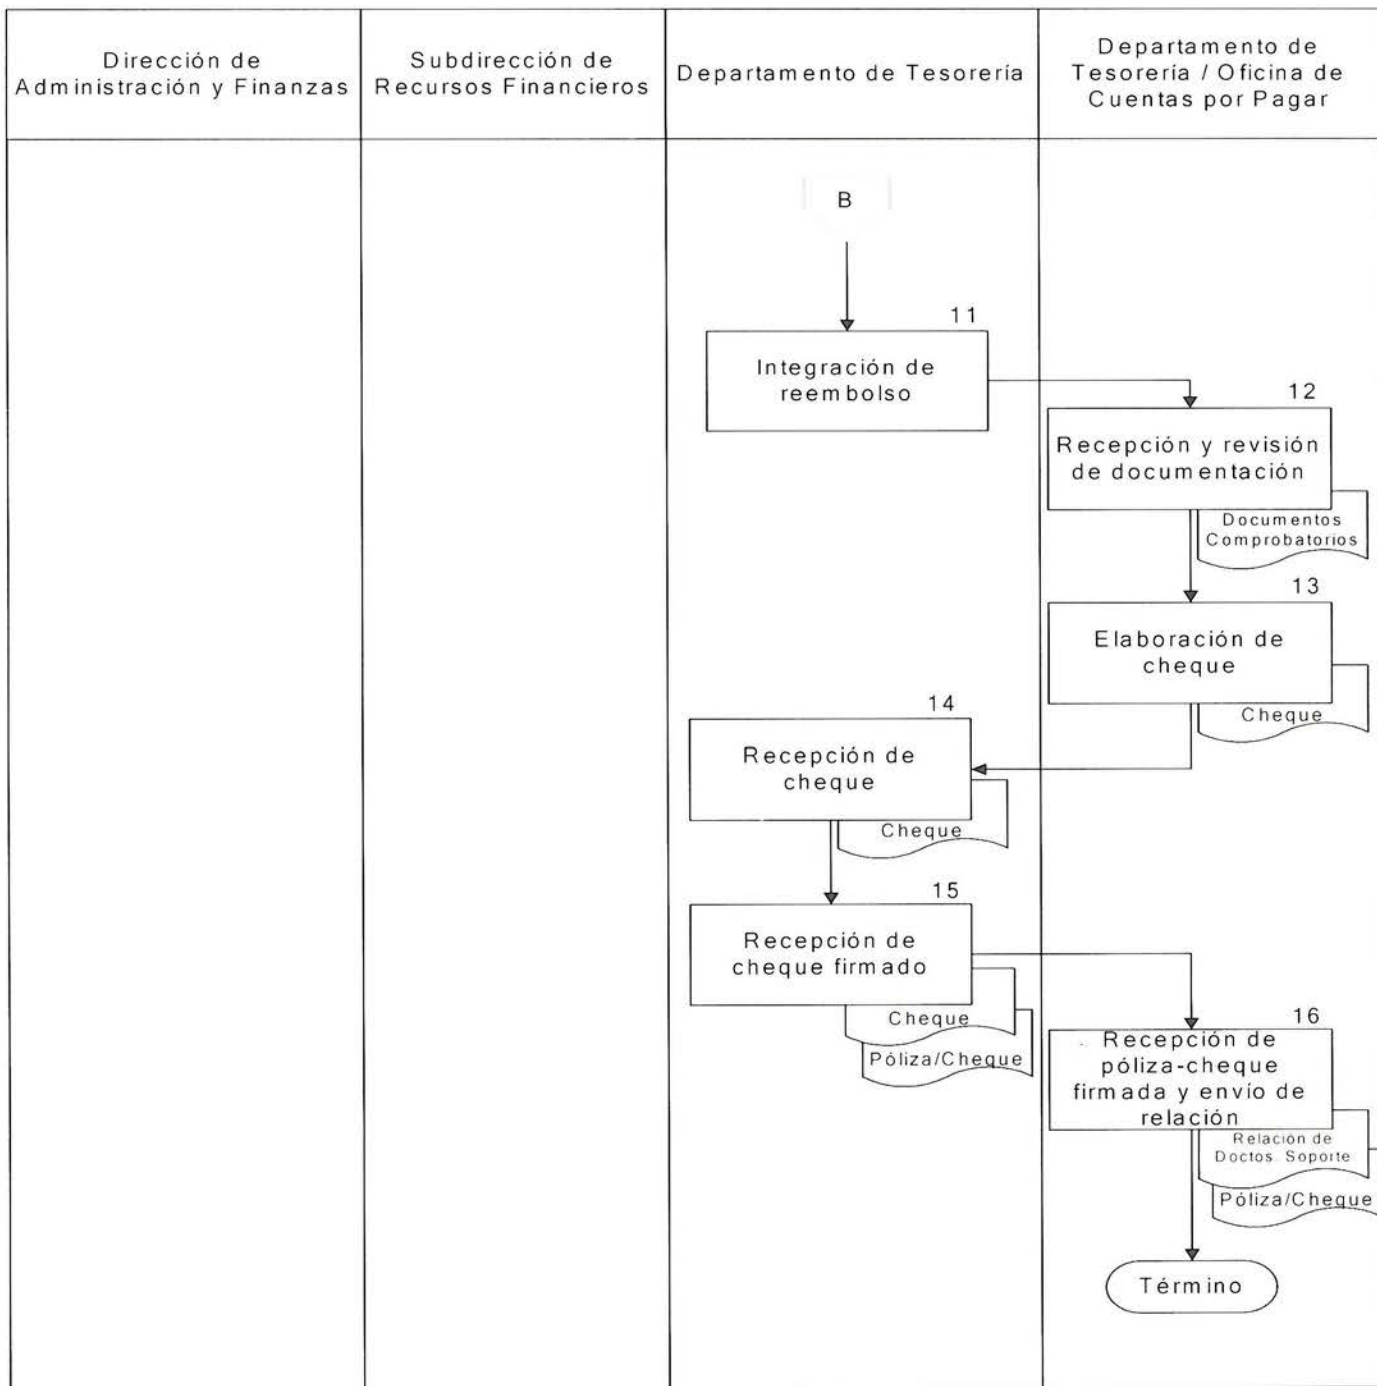 Dirección de
Administración y Finanzas
Subdirección de
Recursos Financieros
Departamento de Tesorería
Departamento de
Tesorería / Oficina de
Cuentas por Pagar
B
11
Integración de
reembolso
12
Recepción y revisión
de documentación
Documentos
Comprobatorios
13
Elaboración de
cheque
Cheque
14
Recepción de
cheque
Cheque
15
Recepción de
cheque firmado
Cheque
Póliza/Cheque
16
Recepción de
póliza-cheque
firmada y envío de
relación
Relación de
Doctos. Soporte
Póliza/Cheque
Término